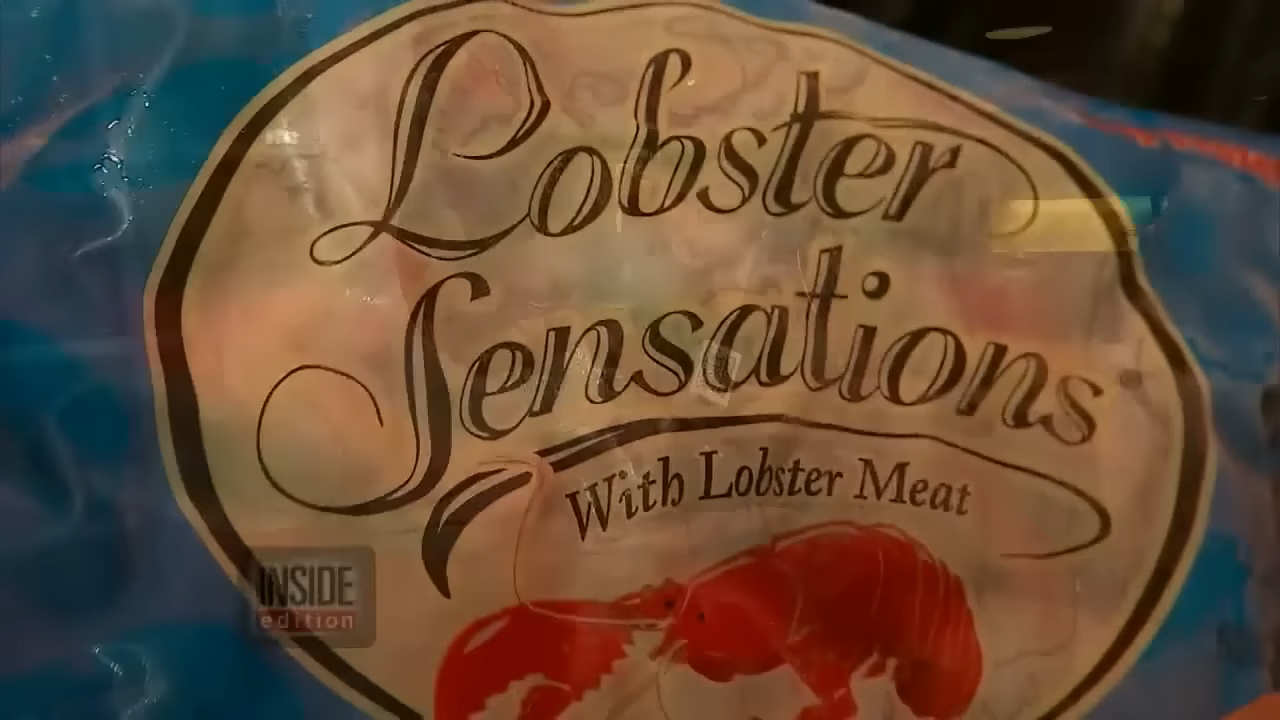 Lobster
Sensations
With Lobster Meat
INSIDE
edition